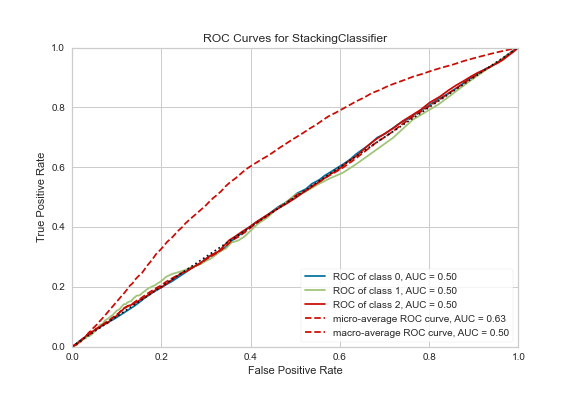 ROC Curves for StackingClassifier
True Positive Rate
1.0
0.8
0.6
0.4
0.2
0.0
ROC of class 0, AUC = 0.50
ROC of class 1, AUC = 0.50
ROC of class 2, AUC = 0.50
micro-average ROC curve, AUC = 0.63
macro-average ROC curve, AUC = 0.50
0.0 0.2 0.4 0.6 0.8 1.0
False Positive Rate